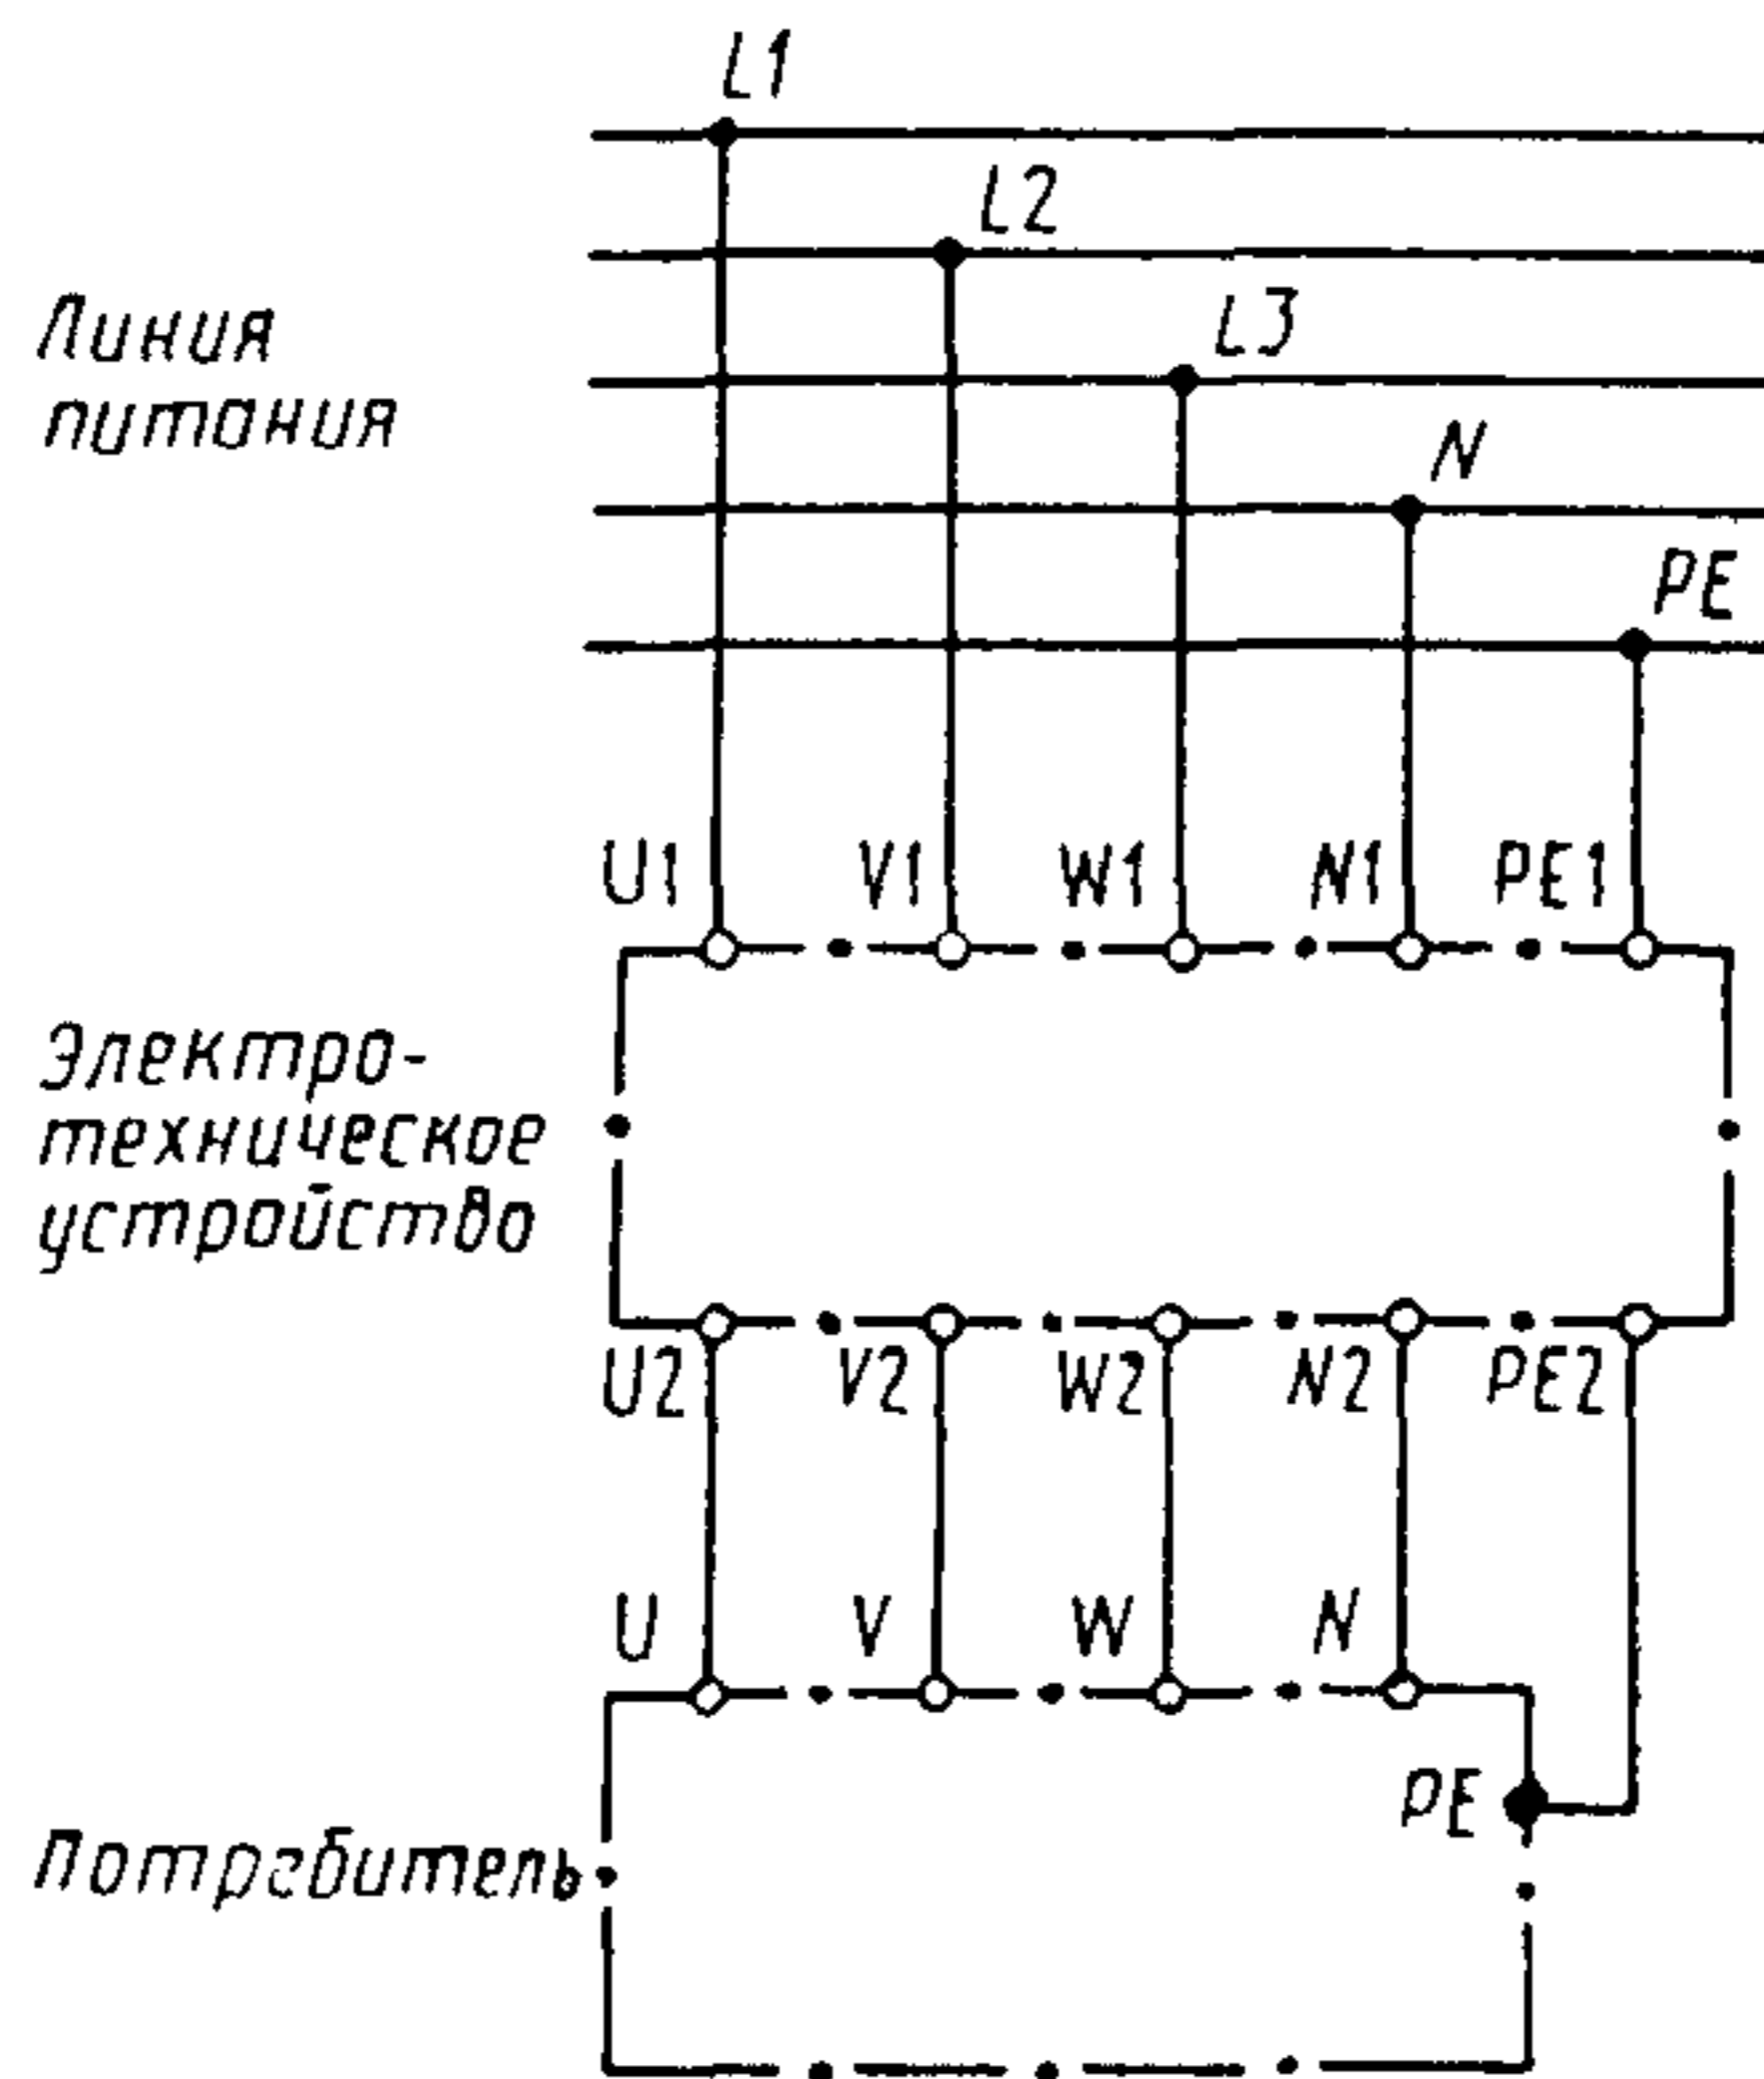 L1
L2
L3
N
PE
Линия
питания
U1 V1 W1 N1 PE1
Электро-
техническое
устройство
U2 V2 W2 N2 PE2
U V W N
PE
Потребитель